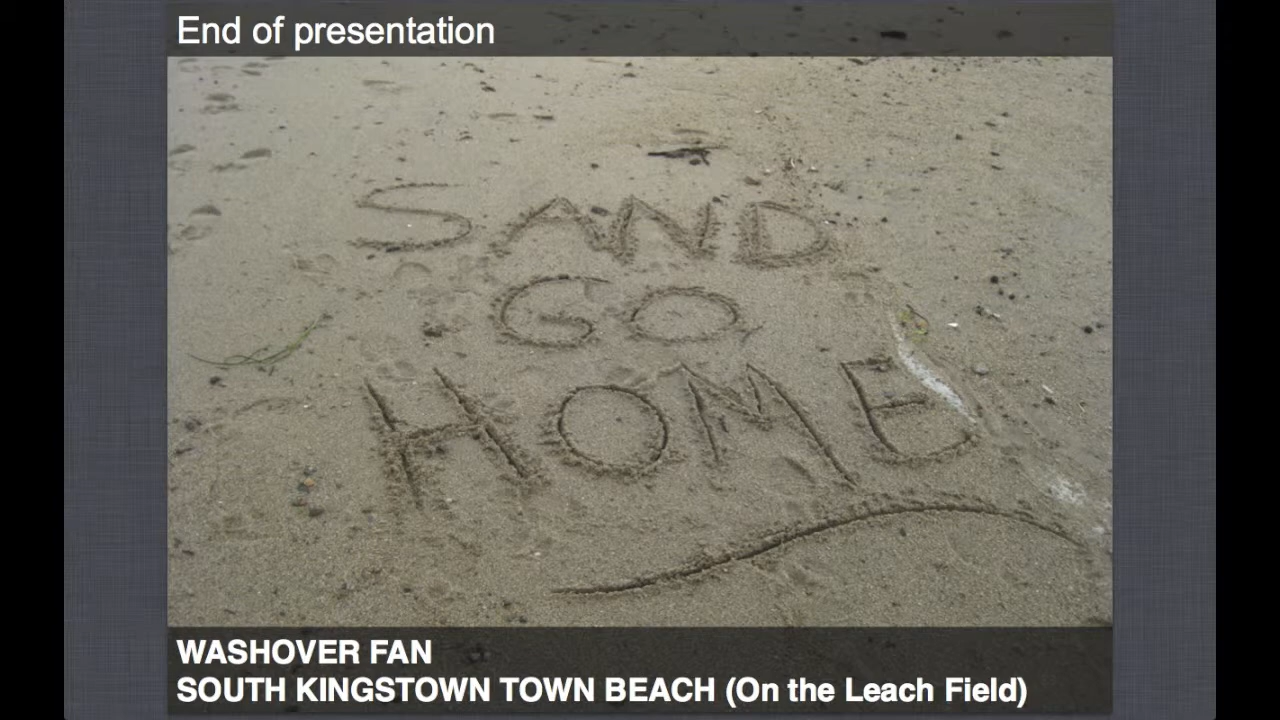 End of presentation
SAND
GO
HOME
WASHOVER FAN
SOUTH KINGSTOWN TOWN BEACH (On the Leach Field)